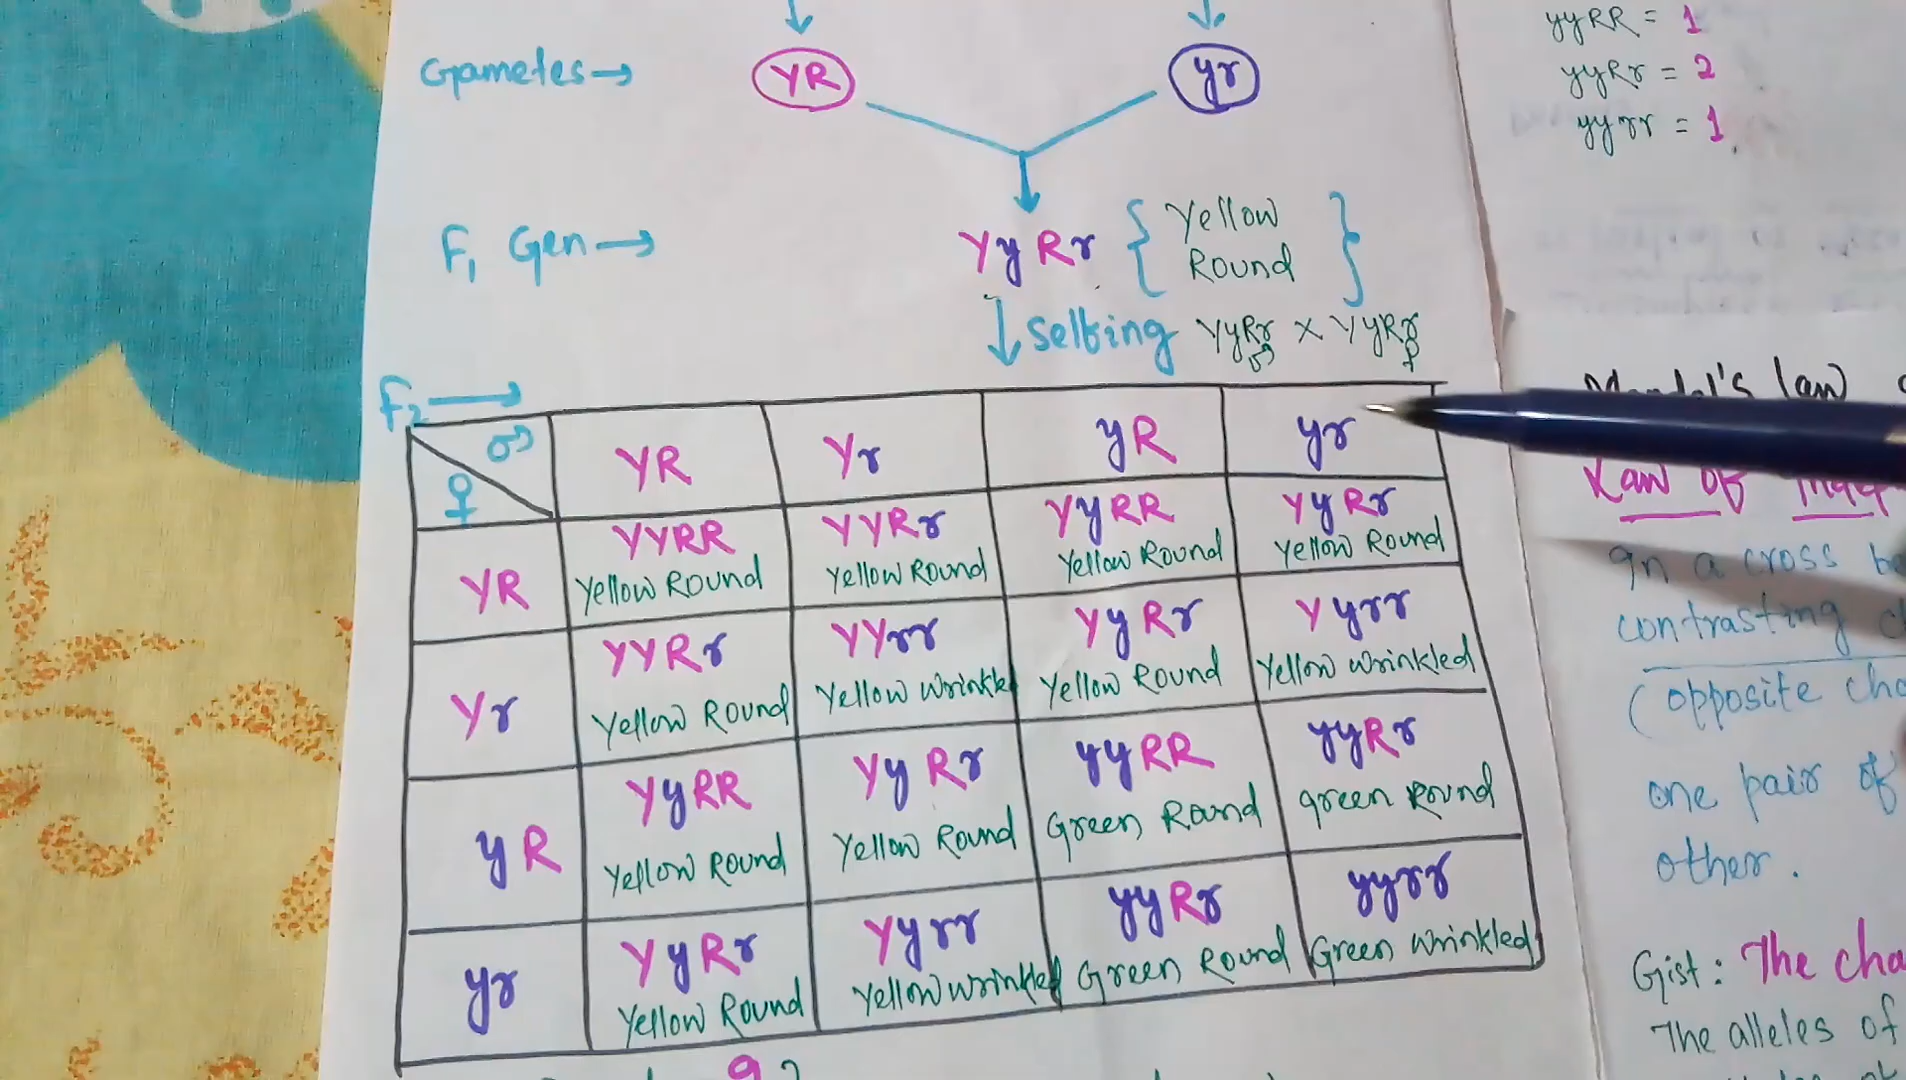 Gametes→ YR yr
F1 Gen→ YyRr { Yellow Round }
↓ Selfing YyRr ♂ × YyRr ♀
F2 →
♂ YR Yr yR yr
♀
YR YYRR YYRr YyRR YyRr
Yellow Round Yellow Round Yellow Round Yellow Round
Yr YYRr YYrr YyRr Yyrr
Yellow Round Yellow Wrinkled Yellow Round Yellow Wrinkled
yR YyRR YyRr yyRR yyRr
Yellow Round Yellow Round Green Round green Round
yr YyRr Yyrr yyRr yyrr
Yellow Round Yellow wrinkled Green Round Green Wrinkled
yyRR = 1
yyRr = 2
yyrr = 1
law
Law of
In a cross
contrasting
(opposite
one pair of
other.
Gist: The
The alleles of